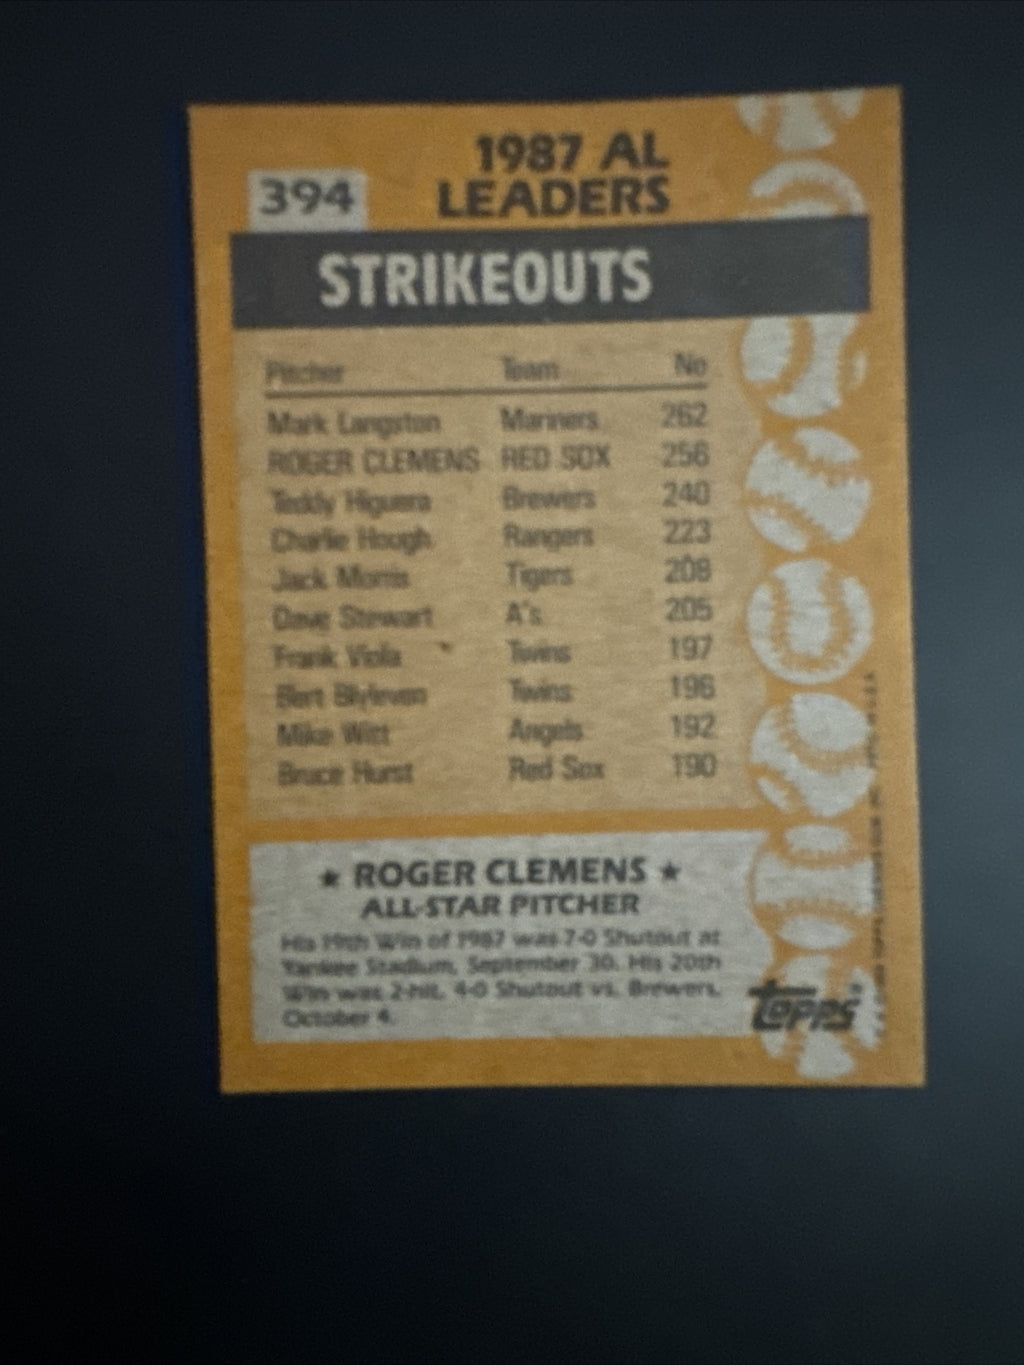 1987 AL
LEADERS
394
STRIKEOUTS
Pitcher Team No
Mark Langston Mariners 262
ROGER CLEMENS RED SOX 256
Teddy Higuera Brewers 240
Charlie Hough Rangers 223
Jack Morris Tigers 208
Dave Stewart A's 205
Frank Viola Twins 197
Bert Blyleven Twins 196
Mike Witt Angels 192
Bruce Hurst Red Sox 190
★ ROGER CLEMENS ★
ALL-STAR PITCHER
His 19th Win of 1987 was 7-0 Shutout at
Yankee Stadium, September 30. His 20th
Win was 2-hit, 4-0 Shutout vs. Brewers,
October 4.
TOPPS®